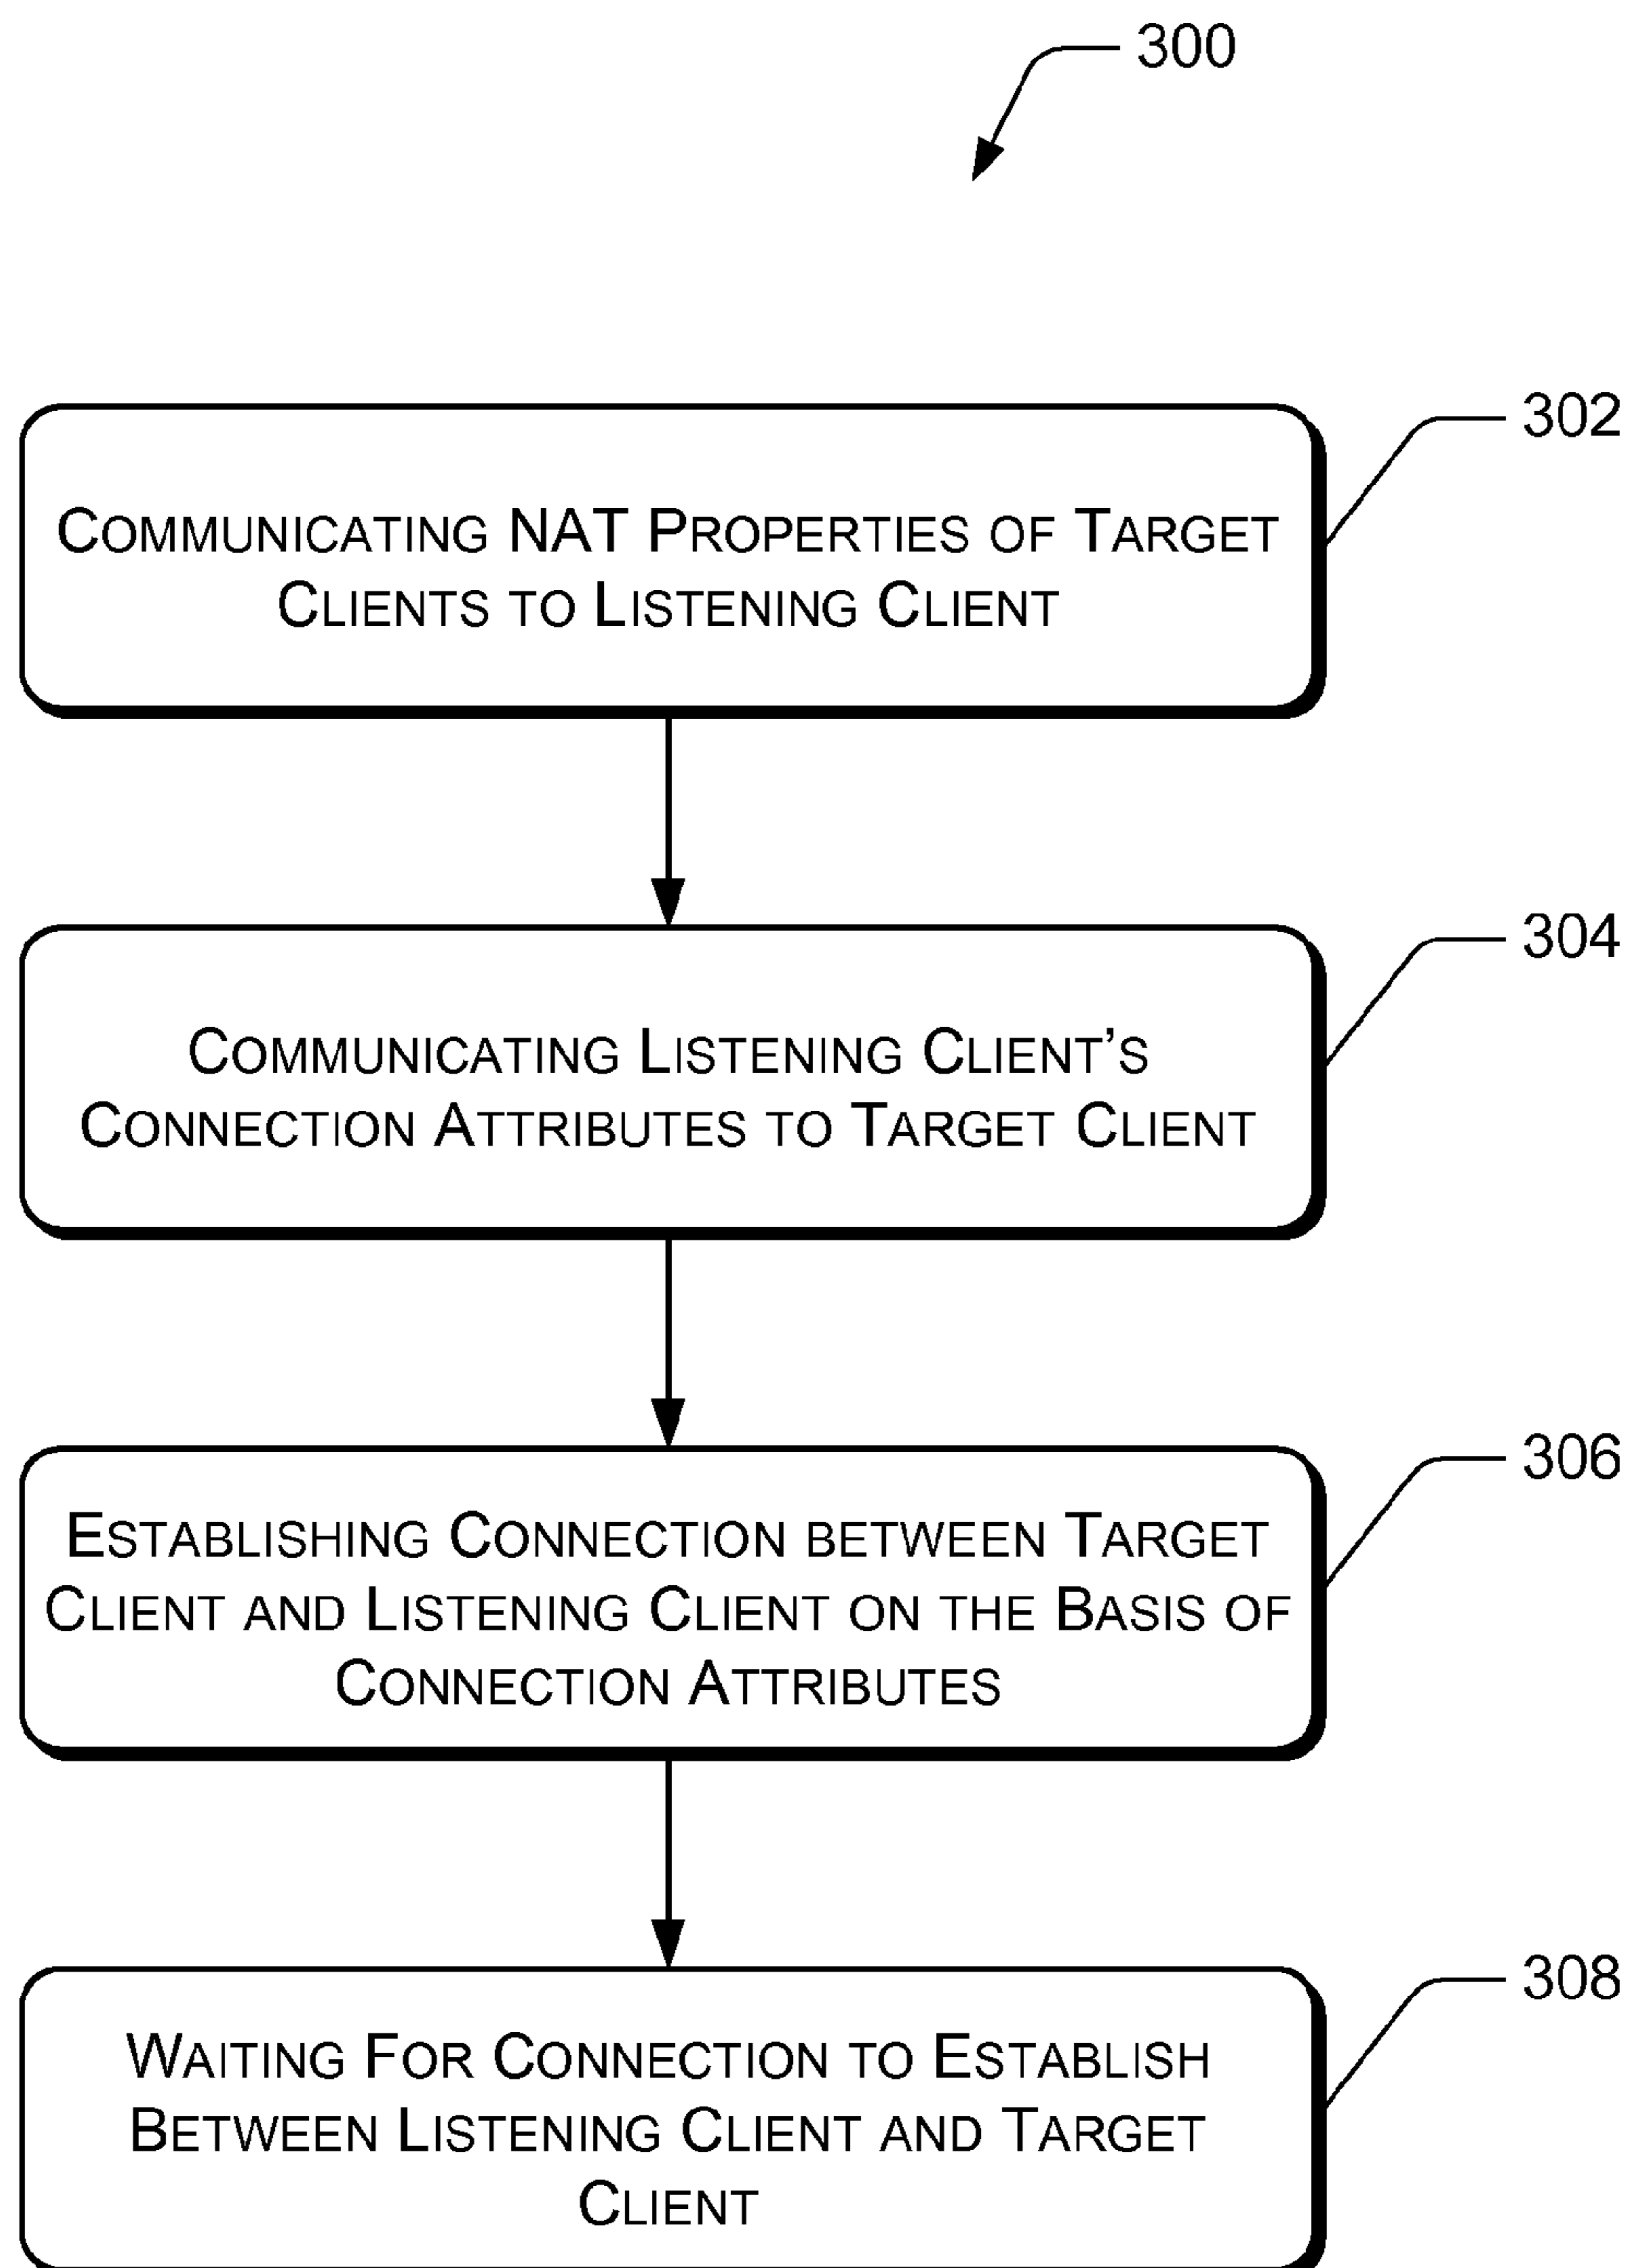 300
302
COMMUNICATING NAT PROPERTIES OF TARGET
CLIENTS TO LISTENING CLIENT
304
COMMUNICATING LISTENING CLIENT’S
CONNECTION ATTRIBUTES TO TARGET CLIENT
306
ESTABLISHING CONNECTION BETWEEN TARGET
CLIENT AND LISTENING CLIENT ON THE BASIS OF
CONNECTION ATTRIBUTES
308
WAITING FOR CONNECTION TO ESTABLISH
BETWEEN LISTENING CLIENT AND TARGET
CLIENT